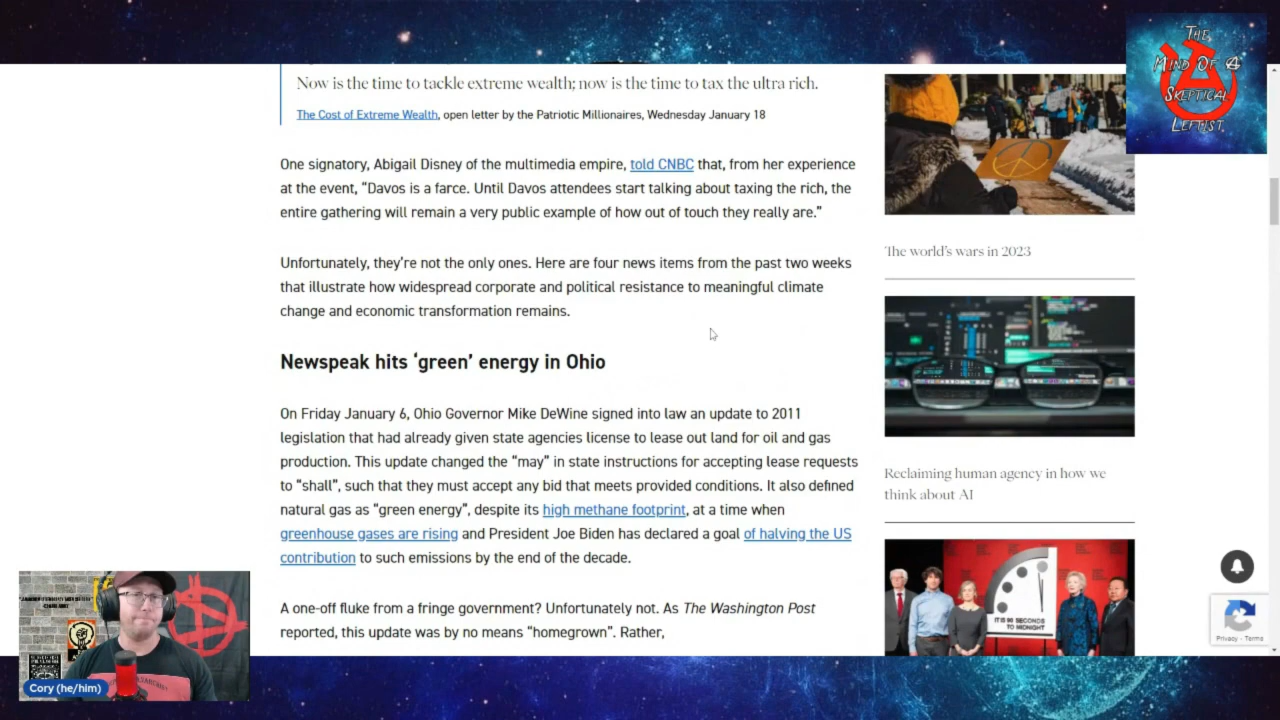 THE
MIND OF A
SKEPTICAL
LEFTIST
Now is the time to tackle extreme wealth; now is the time to tax the ultra rich.
The Cost of Extreme Wealth, open letter by the Patriotic Millionaires, Wednesday January 18
One signatory, Abigail Disney of the multimedia empire, told CNBC that, from her experience
at the event, “Davos is a farce. Until Davos attendees start talking about taxing the rich, the
entire gathering will remain a very public example of how out of touch they really are.”
Unfortunately, they’re not the only ones. Here are four news items from the past two weeks
that illustrate how widespread corporate and political resistance to meaningful climate
change and economic transformation remains.
Newspeak hits ‘green’ energy in Ohio
On Friday January 6, Ohio Governor Mike DeWine signed into law an update to 2011
legislation that had already given state agencies license to lease out land for oil and gas
production. This update changed the “may” in state instructions for accepting lease requests
to “shall”, such that they must accept any bid that meets provided conditions. It also defined
natural gas as “green energy”, despite its high methane footprint, at a time when
greenhouse gases are rising and President Joe Biden has declared a goal of halving the US
contribution to such emissions by the end of the decade.
A one-off fluke from a fringe government? Unfortunately not. As The Washington Post
reported, this update was by no means “homegrown”. Rather,
The world’s wars in 2023
Reclaiming human agency in how we
think about AI
IT IS 90 SECONDS
TO MIDNIGHT
Privacy - Terms
Cory (he/him)